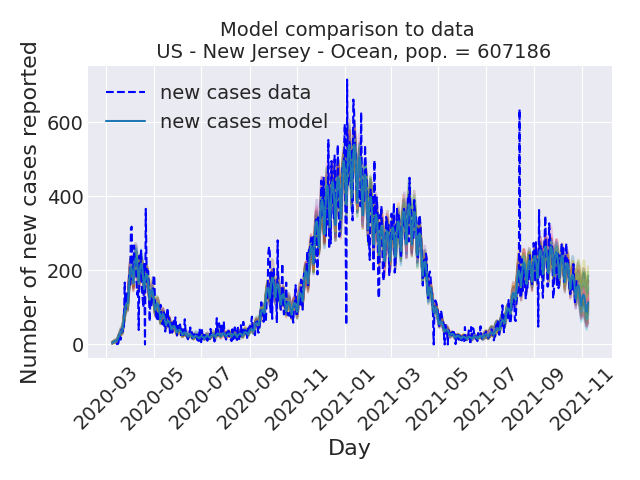 Model comparison to data
US - New Jersey - Ocean, pop. = 607186
Number of new cases reported
new cases data
new cases model
600
400
200
0
2020-03
2020-05
2020-07
2020-09
2020-11
2021-01
2021-03
2021-05
2021-07
2021-09
2021-11
Day